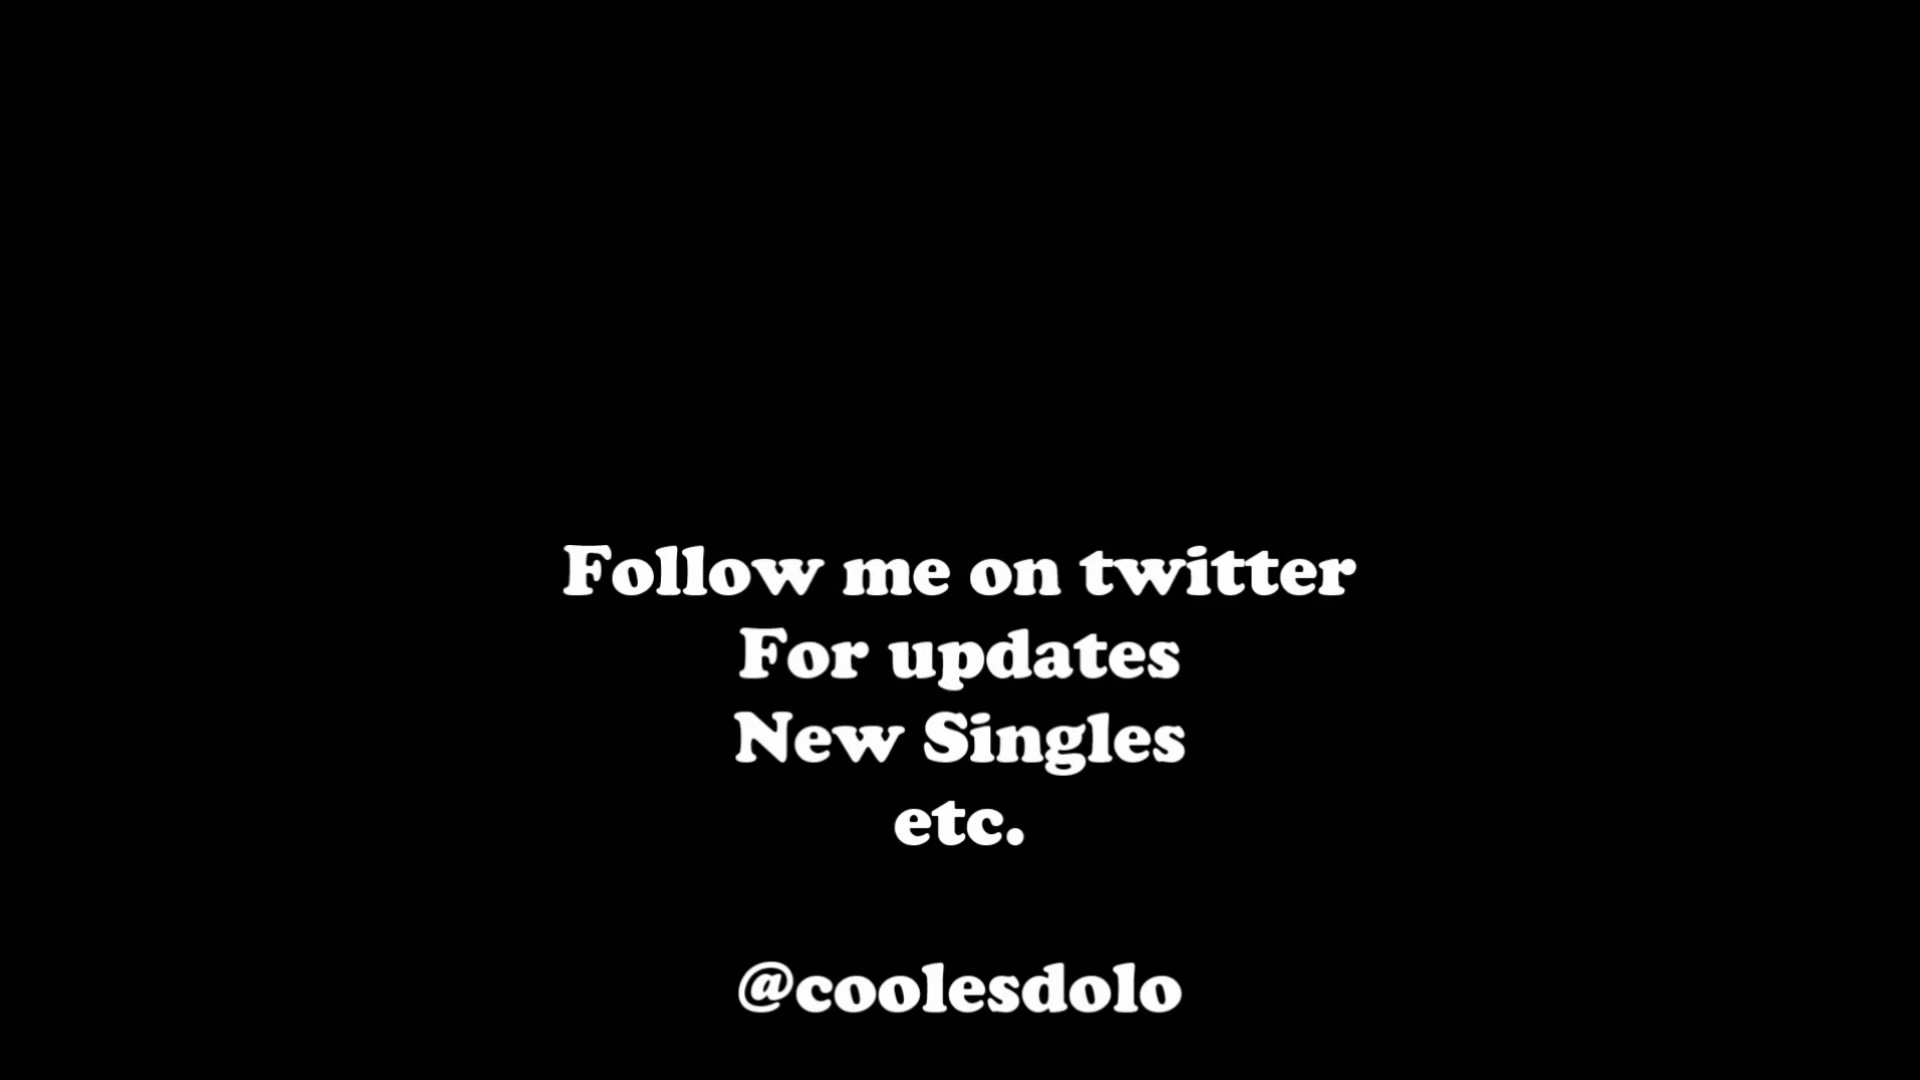 Follow me on twitter
For updates
New Singles
etc.
@coolesdolo